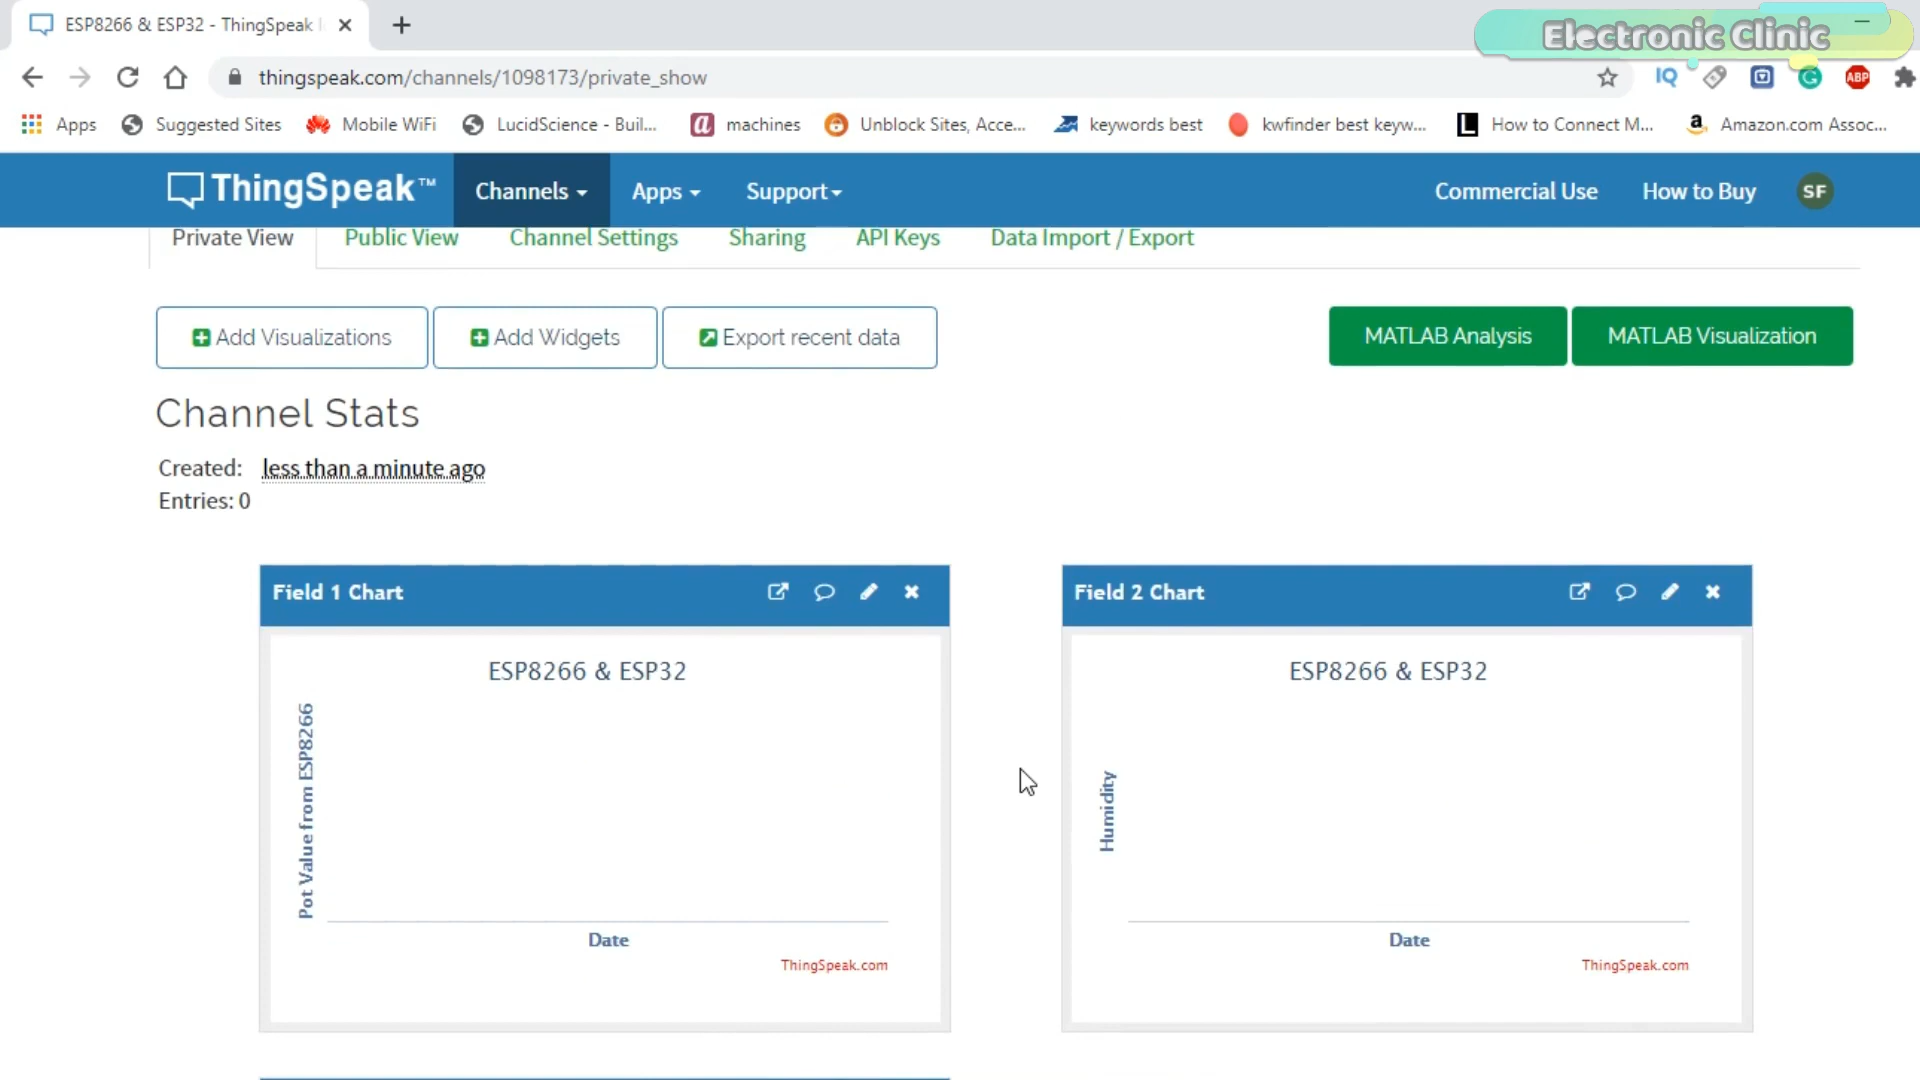 ESP8266 & ESP32 - ThingSpeak
Electronic Clinic
thingspeak.com/channels/1098173/private_show
IQ
ABP
Apps
Suggested Sites
Mobile WiFi
LucidScience - Buil...
machines
Unblock Sites, Acce...
keywords best
kwfinder best keyw...
How to Connect M...
Amazon.com Assoc...
ThingSpeak™
Channels
Apps
Support
Commercial Use
How to Buy
SF
Private View
Public View
Channel Settings
Sharing
API Keys
Data Import / Export
Add Visualizations
Add Widgets
Export recent data
MATLAB Analysis
MATLAB Visualization
Channel Stats
Created: less than a minute ago
Entries: 0
Field 1 Chart
ESP8266 & ESP32
Pot Value from ESP8266
Date
ThingSpeak.com
Field 2 Chart
ESP8266 & ESP32
Humidity
Date
ThingSpeak.com